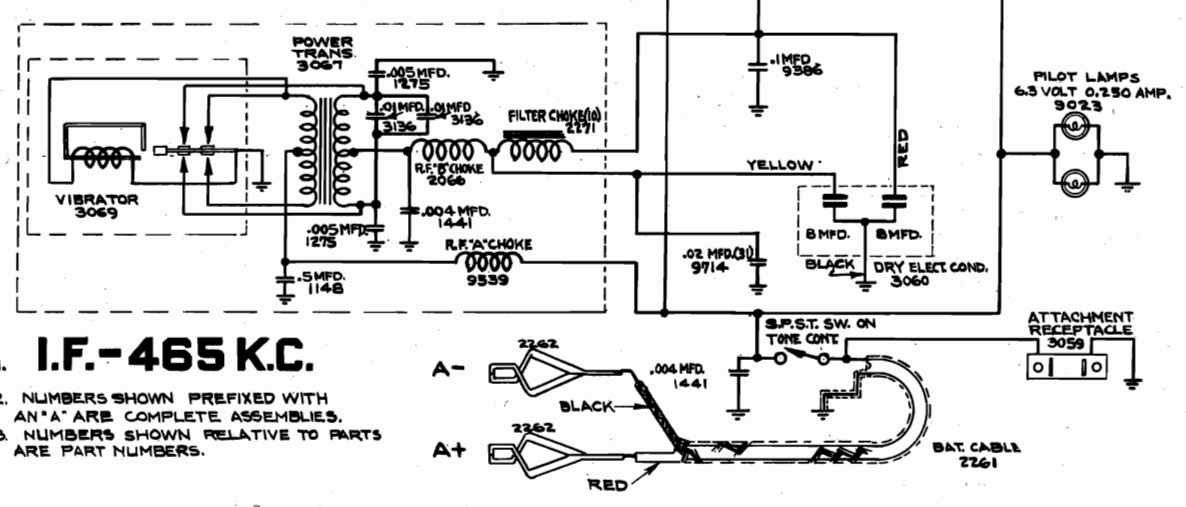 POWER
TRANS.
3067
.005 MFD.
1275
.01 MFD.
3136
.01 MFD
3136
FILTER CHOKE (10)
2271
.1 MFD
9386
PILOT LAMPS
6.3 VOLT 0.250 AMP.
9023
VIBRATOR
3069
R.F. "B" CHOKE
2066
YELLOW
RED
.005 MFD.
1275
.004 MFD.
1441
8 MFD.
8 MFD.
R.F. "A" CHOKE
9539
.02 MFD.(31)
9714
BLACK
DRY ELECT. COND.
3060
.5 MFD.
1148
I.F.-465 K.C.
S.P.S.T. SW. ON
TONE CONT.
ATTACHMENT
RECEPTACLE
3059
A-
2262
.004 MFD.
1441
2. NUMBERS SHOWN PREFIXED WITH
AN "A" ARE COMPLETE ASSEMBLIES.
3. NUMBERS SHOWN RELATIVE TO PARTS
ARE PART NUMBERS.
BLACK
A+
2262
RED
BAT. CABLE
2261